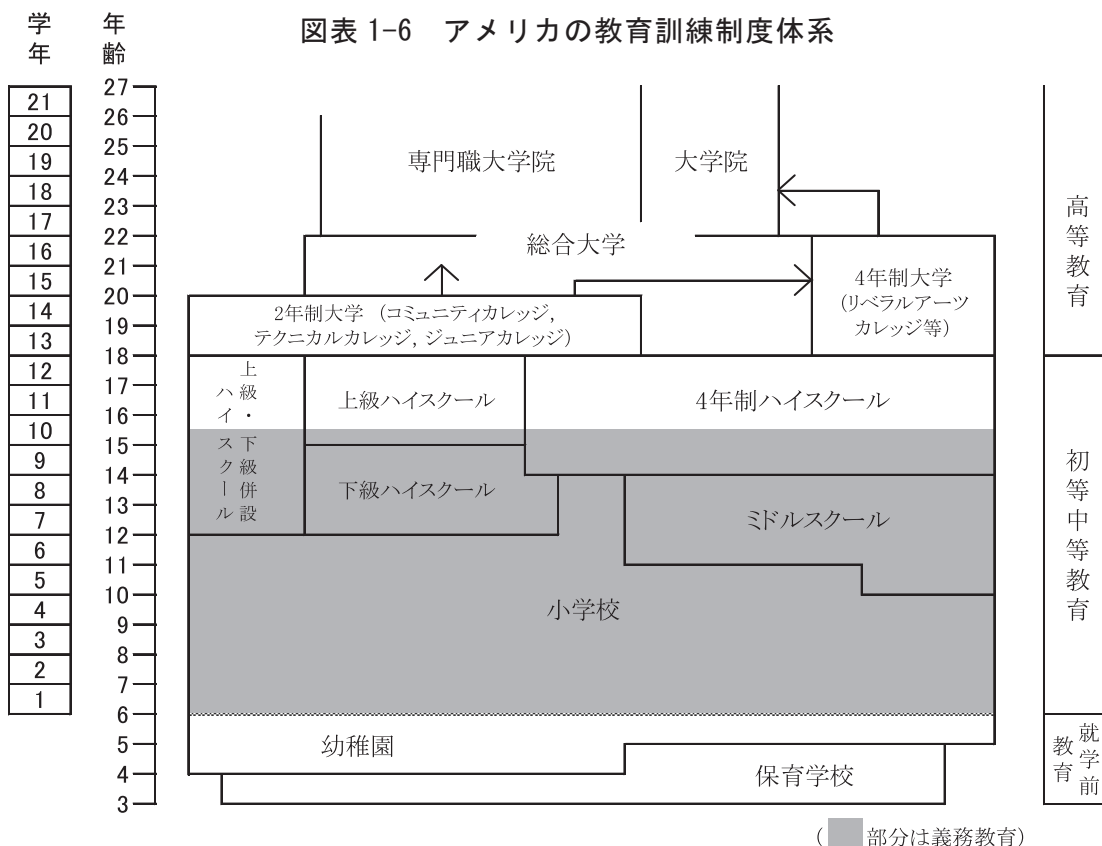 図表 1-6　アメリカの教育訓練制度体系
学年
年齢
21
20
19
18
17
16
15
14
13
12
11
10
9
8
7
6
5
4
3
2
1
27
26
25
24
23
22
21
20
19
18
17
16
15
14
13
12
11
10
9
8
7
6
5
4
3
専門職大学院
大学院
総合大学
4年制大学
(リベラルアーツ
カレッジ等)
2年制大学 (コミュニティカレッジ,
テクニカルカレッジ, ジュニアカレッジ)
上級・下級併設
ハイスクール
上級ハイスクール
4年制ハイスクール
下級ハイスクール
ミドルスクール
小学校
幼稚園
保育学校
高等教育
初等中等教育
就学前
教育
( 部分は義務教育)